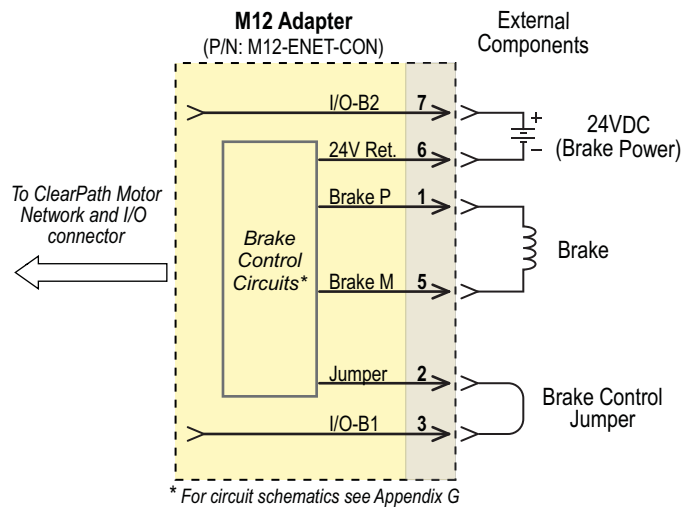 M12 Adapter
(P/N: M12-ENET-CON)
External
Components
I/O-B2 7
+
24VDC
(Brake Power)
24V Ret. 6
–
To ClearPath Motor
Network and I/O
connector
Brake P 1
Brake
Control
Circuits*
Brake
Brake M 5
Jumper 2
Brake Control
Jumper
I/O-B1 3
* For circuit schematics see Appendix G